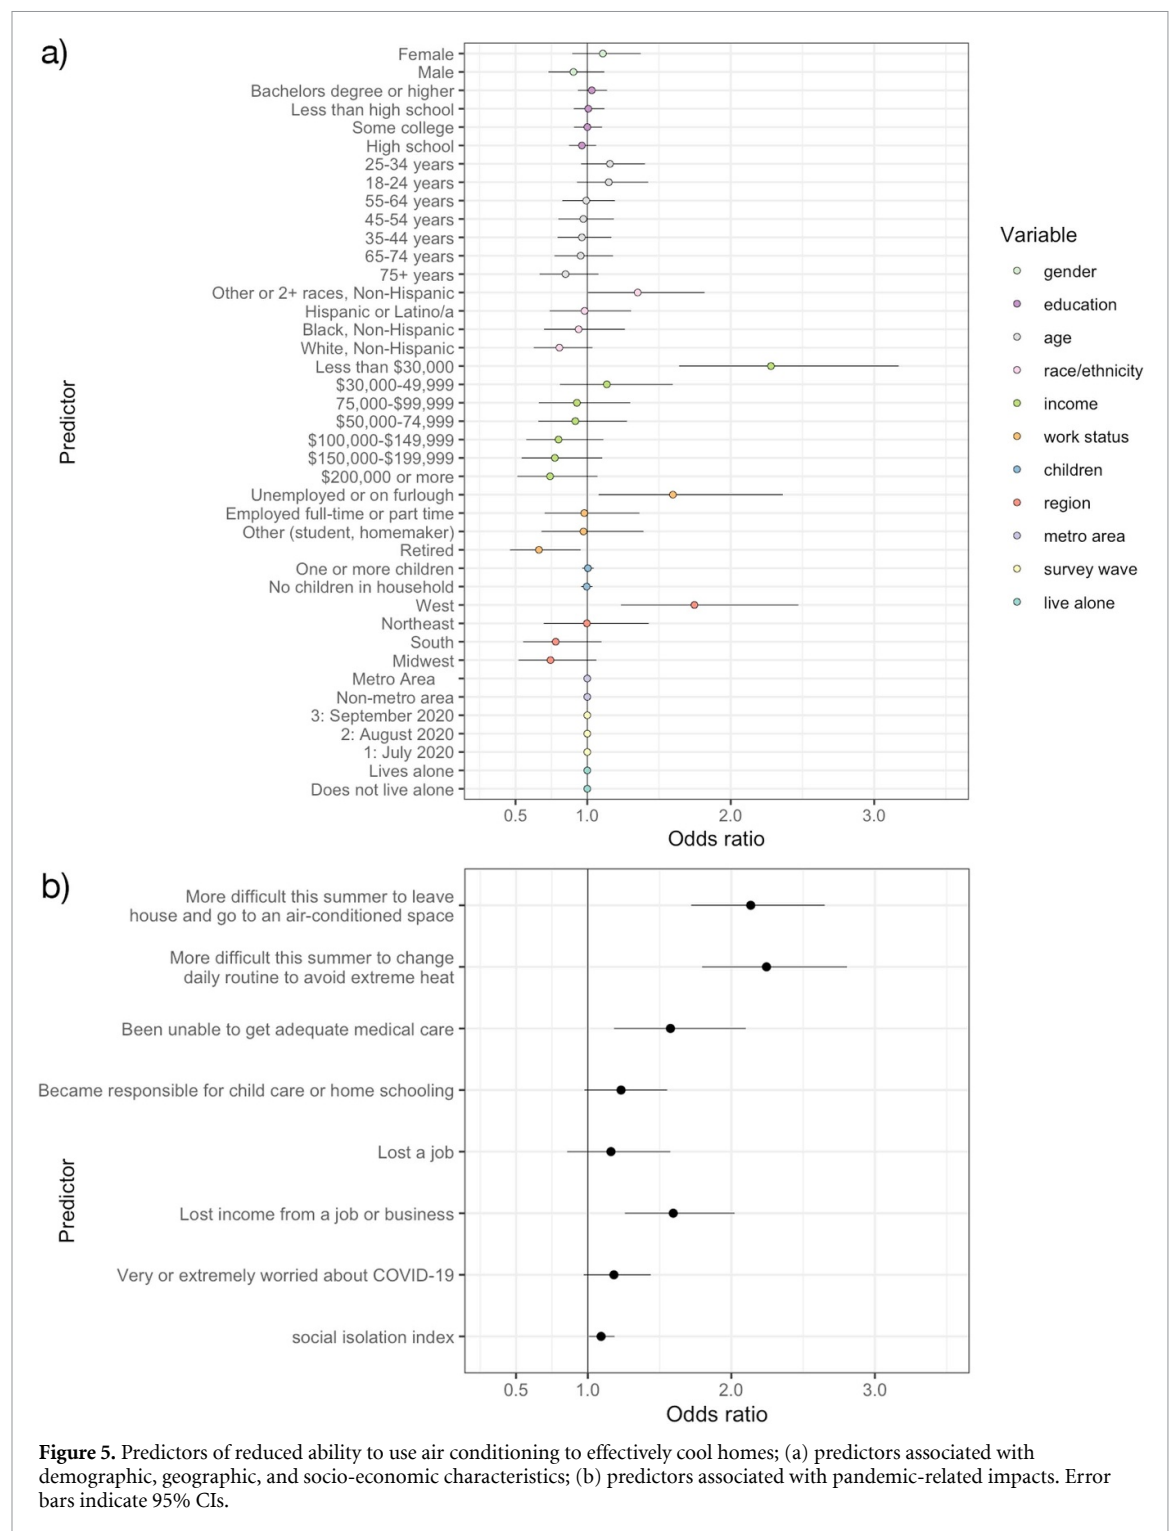 a)
Female
Male
Bachelors degree or higher
Less than high school
Some college
High school
25-34 years
18-24 years
55-64 years
45-54 years
35-44 years
65-74 years
75+ years
Other or 2+ races, Non-Hispanic
Hispanic or Latino/a
Black, Non-Hispanic
White, Non-Hispanic
Less than $30,000
$30,000-49,999
75,000-$99,999
$50,000-74,999
$100,000-$149,999
$150,000-$199,999
$200,000 or more
Unemployed or on furlough
Employed full-time or part time
Other (student, homemaker)
Retired
One or more children
No children in household
West
Northeast
South
Midwest
Metro Area
Non-metro area
3: September 2020
2: August 2020
1: July 2020
Lives alone
Does not live alone
Predictor
0.5 1.0 2.0 3.0
Odds ratio
Variable
gender
education
age
race/ethnicity
income
work status
children
region
metro area
survey wave
live alone
b)
More difficult this summer to leave
house and go to an air-conditioned space
More difficult this summer to change
daily routine to avoid extreme heat
Been unable to get adequate medical care
Became responsible for child care or home schooling
Lost a job
Lost income from a job or business
Very or extremely worried about COVID-19
social isolation index
Predictor
0.5 1.0 2.0 3.0
Odds ratio
Figure 5. Predictors of reduced ability to use air conditioning to effectively cool homes; (a) predictors associated with
demographic, geographic, and socio-economic characteristics; (b) predictors associated with pandemic-related impacts. Error
bars indicate 95% CIs.